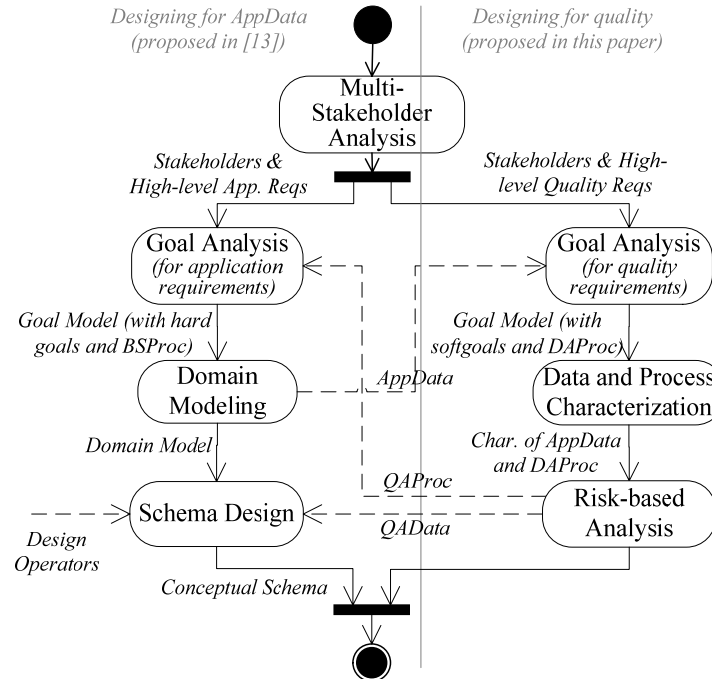 Designing for AppData
(proposed in [13])
Designing for quality
(proposed in this paper)
Multi-
Stakeholder
Analysis
Stakeholders &
High-level App. Reqs
Stakeholders & High-
level Quality Reqs
Goal Analysis
(for application
requirements)
Goal Analysis
(for quality
requirements)
Goal Model (with hard
goals and BSProc)
Goal Model (with
softgoals and DAProc)
Domain
Modeling
AppData
Data and Process
Characterization
Domain Model
Char. of AppData
and DAProc
QAProc
Schema Design
QAData
Risk-based
Analysis
Design
Operators
Conceptual Schema